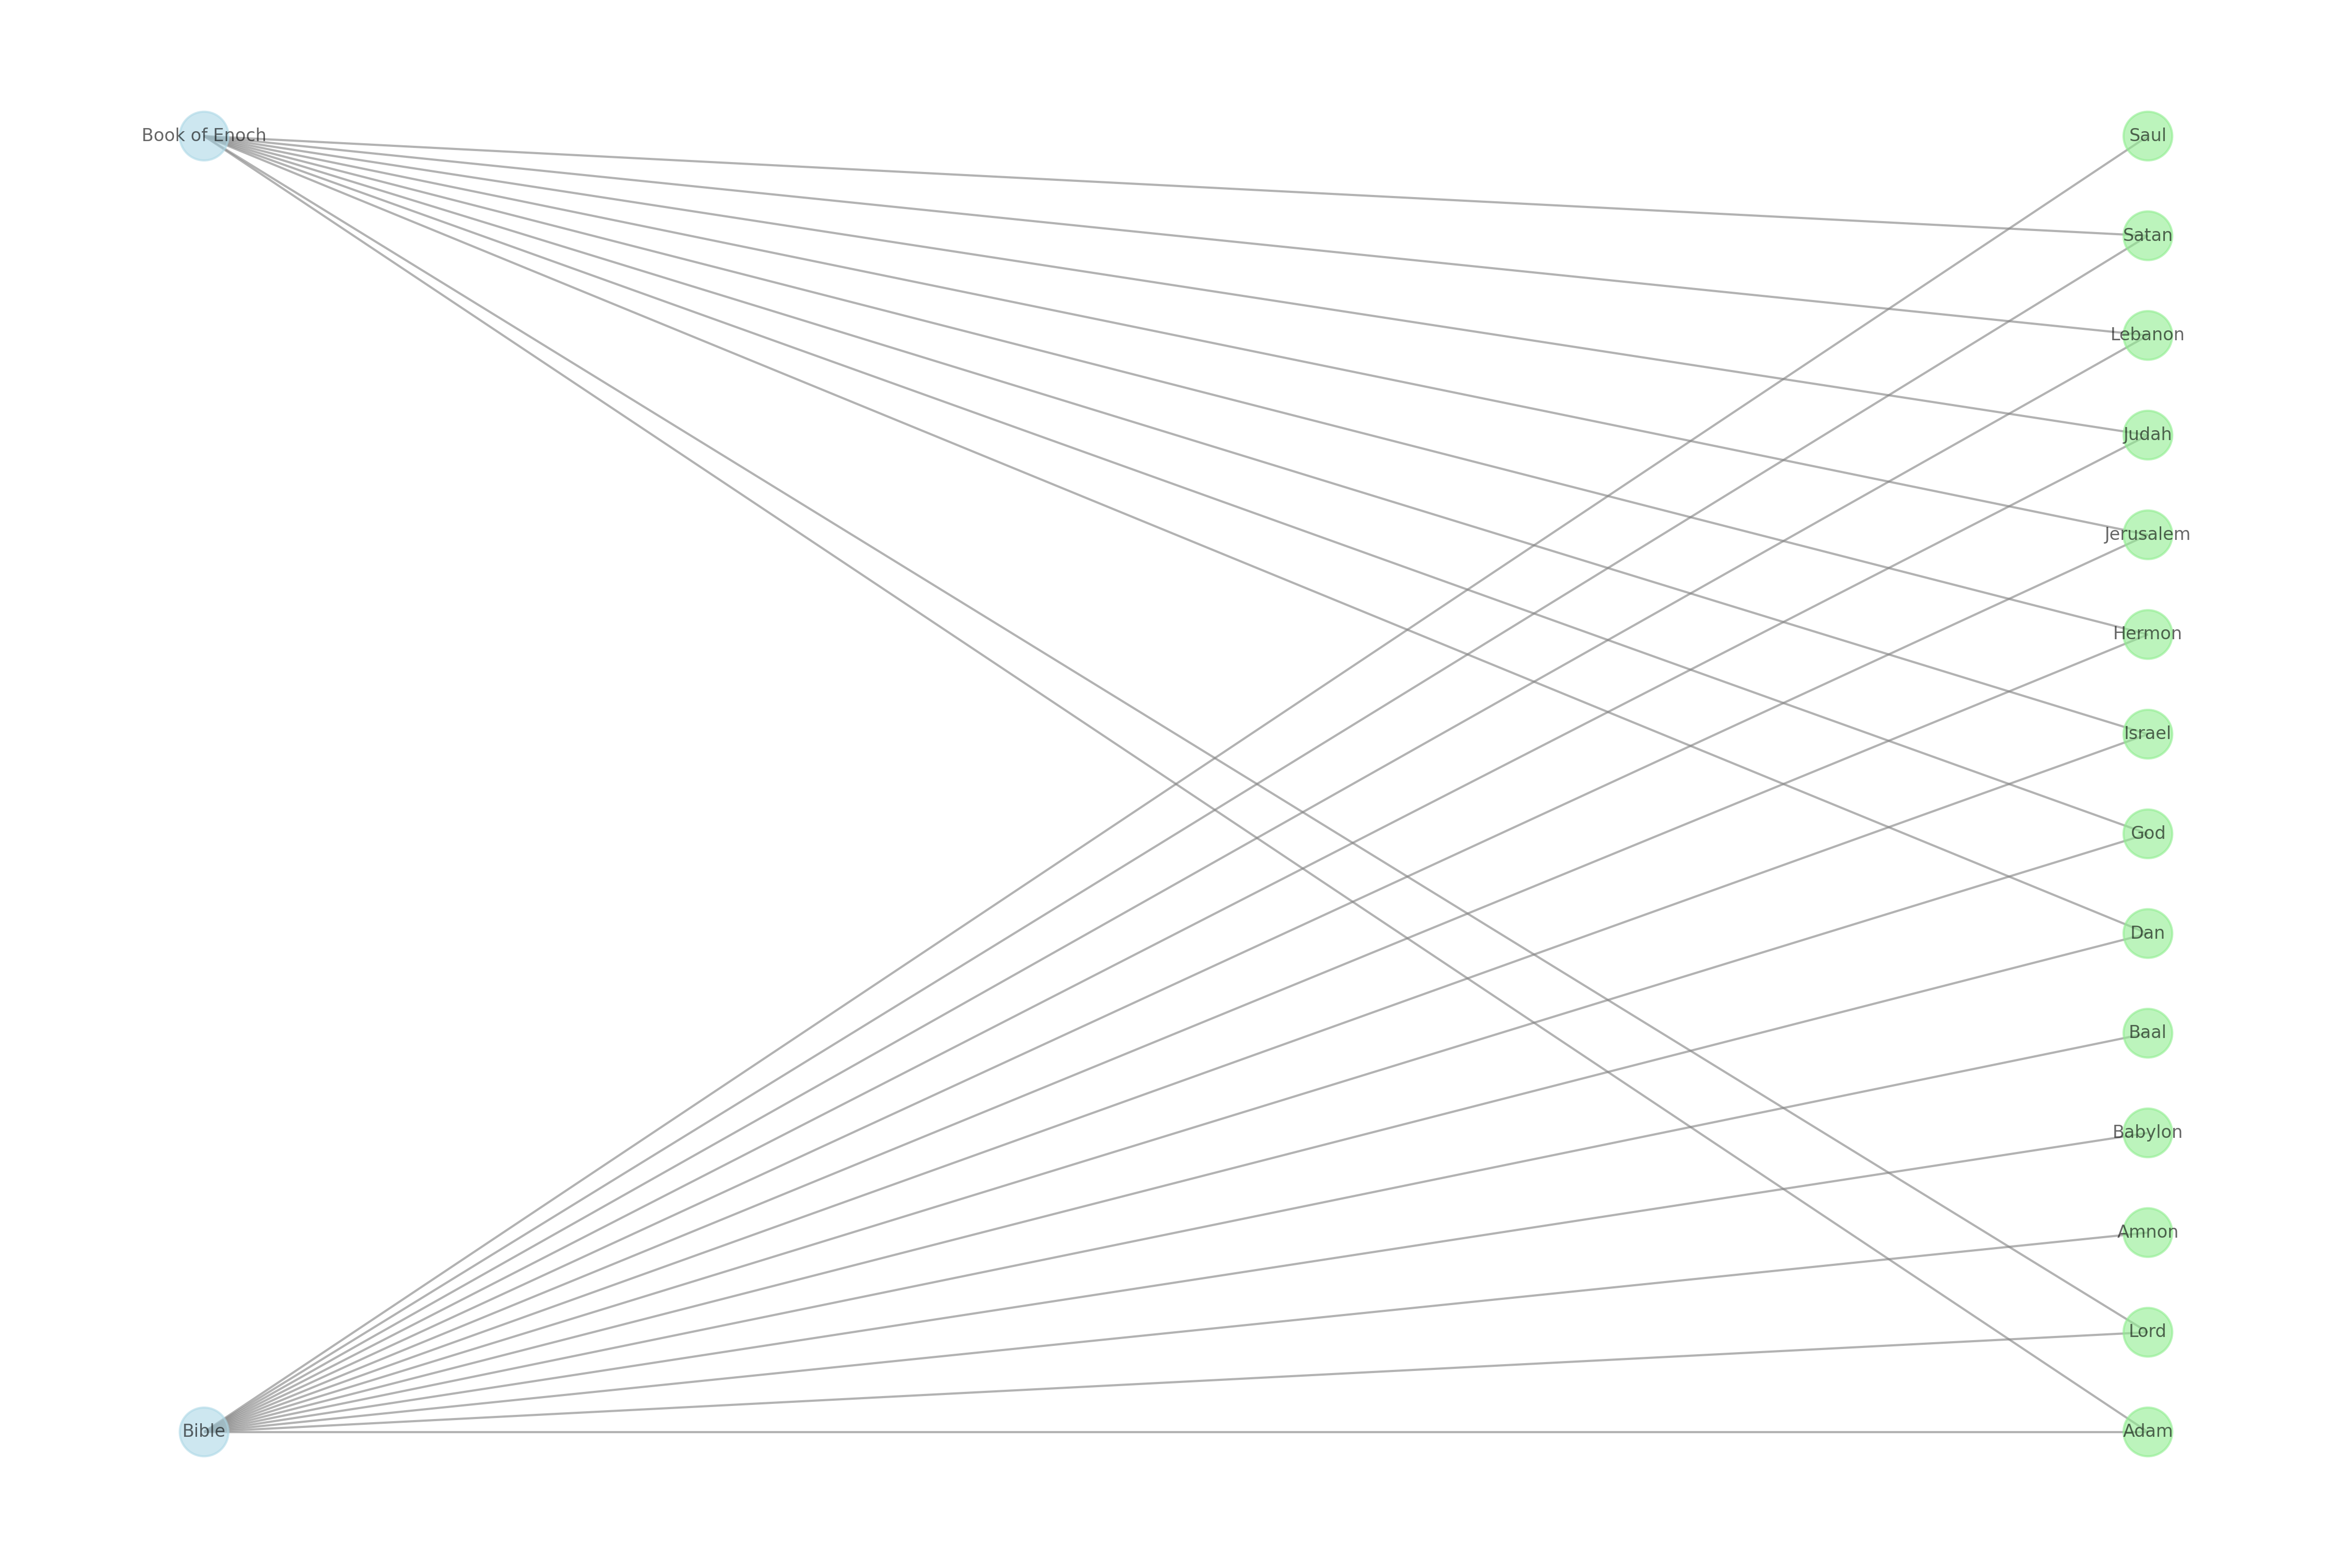 Book of Enoch
Bible
Saul
Satan
Lebanon
Judah
Jerusalem
Hermon
Israel
God
Dan
Baal
Babylon
Amnon
Lord
Adam